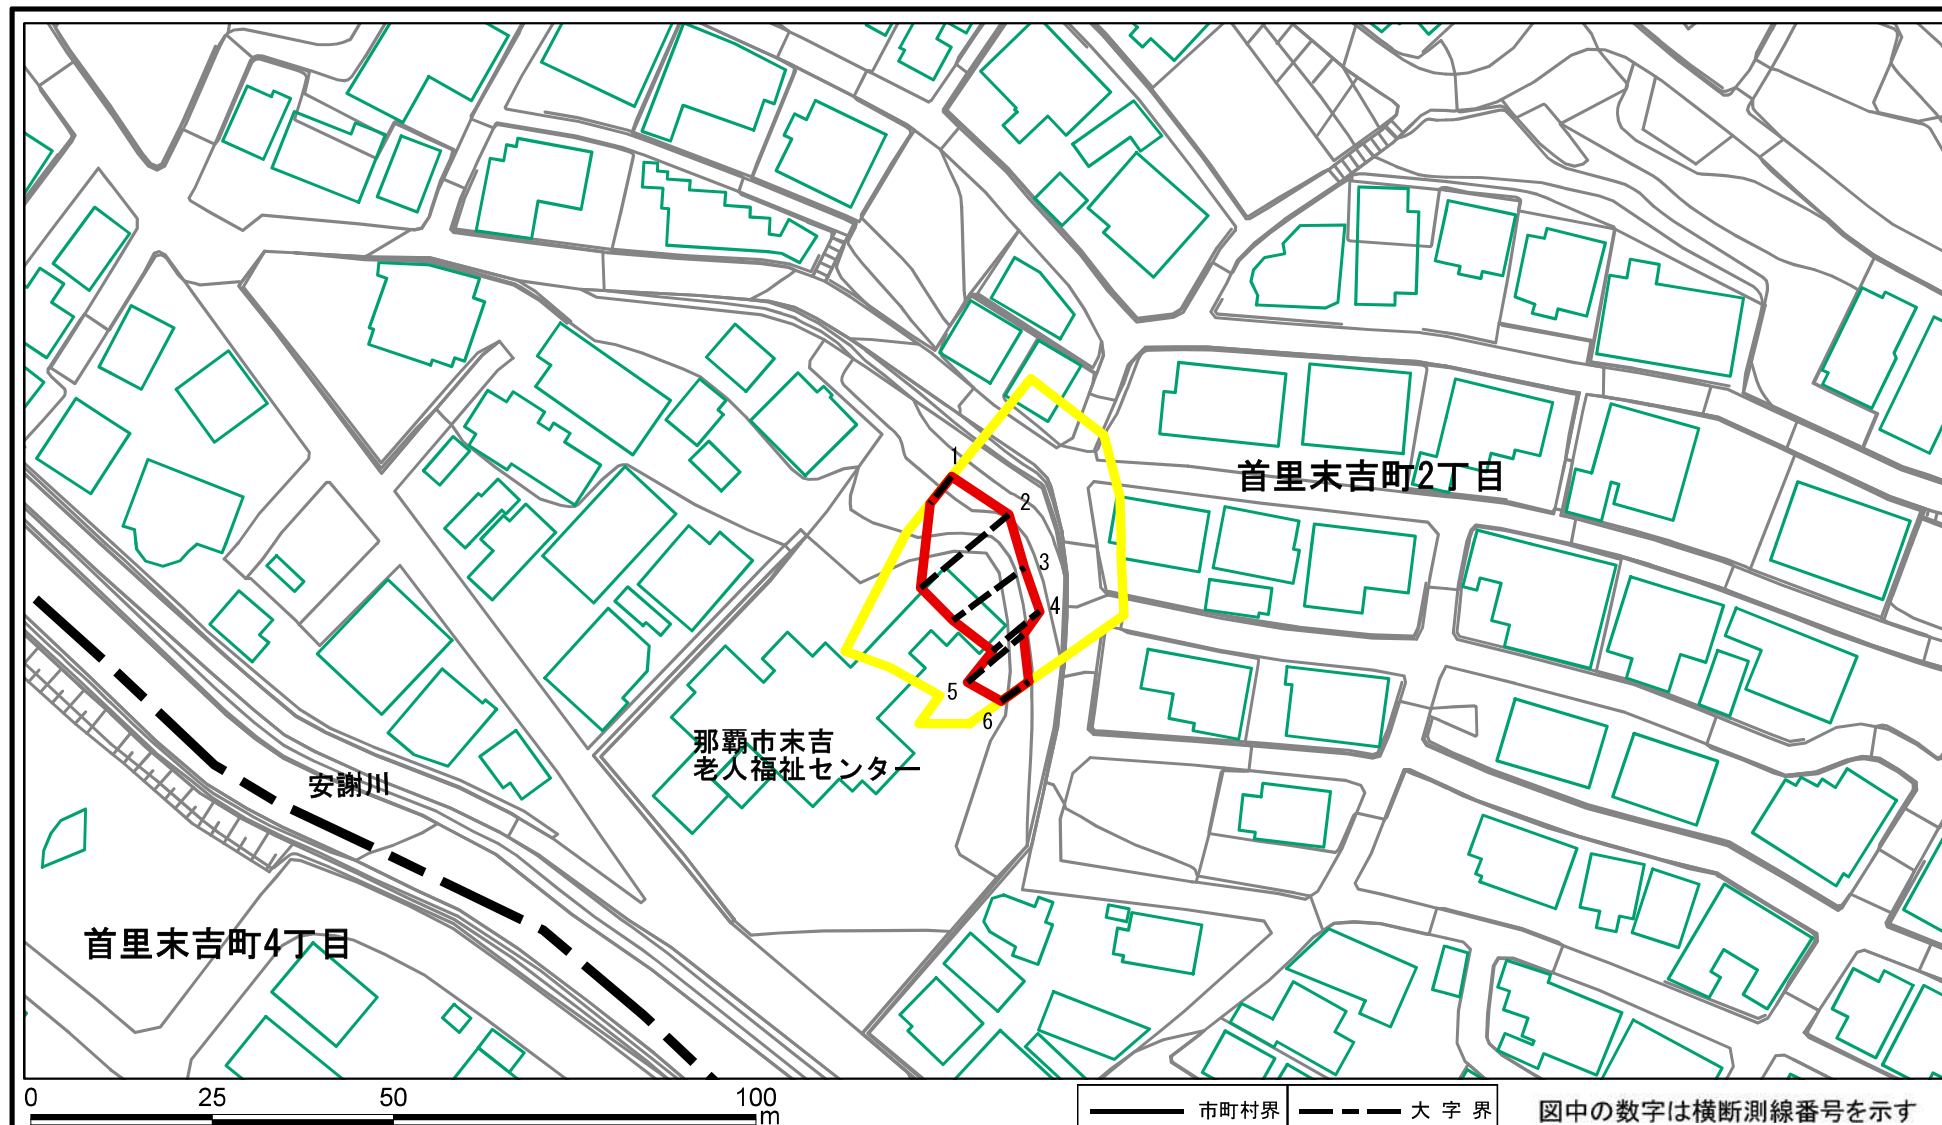 1
2
首里末吉町2丁目
3
4
5
6
那覇市末吉
老人福祉センター
安謝川
首里末吉町4丁目
0 25 50 100
m
市町村界 大字界 図中の数字は横断測線番号を示す